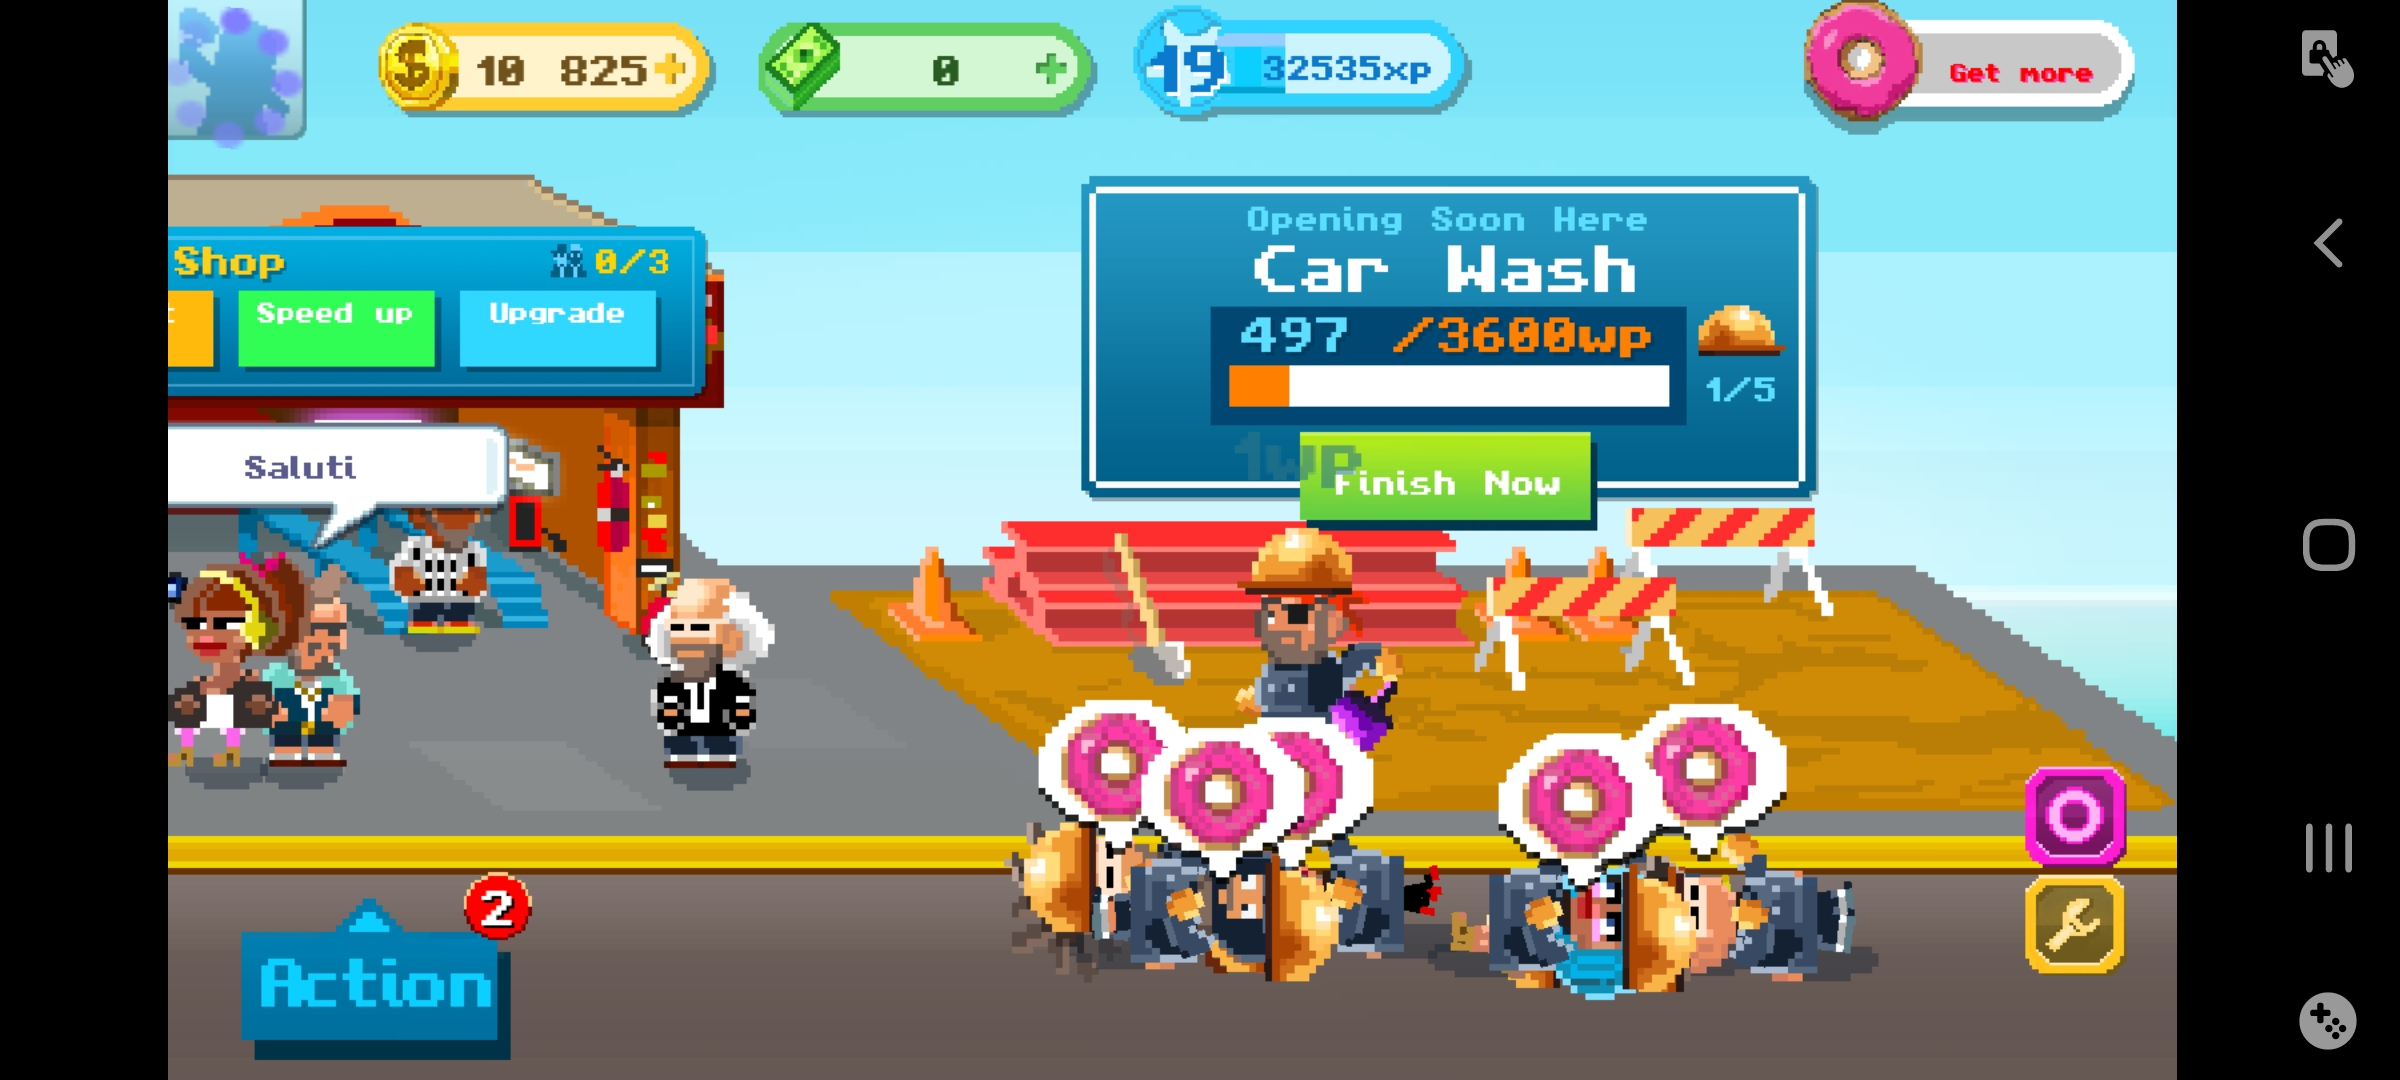 10 825
0
19
32535xp
Get more
Opening Soon Here
Car Wash
497 /3600wp
1/5
1wp
Finish Now
Shop
0/3
Speed up
Upgrade
Saluti
2
Action